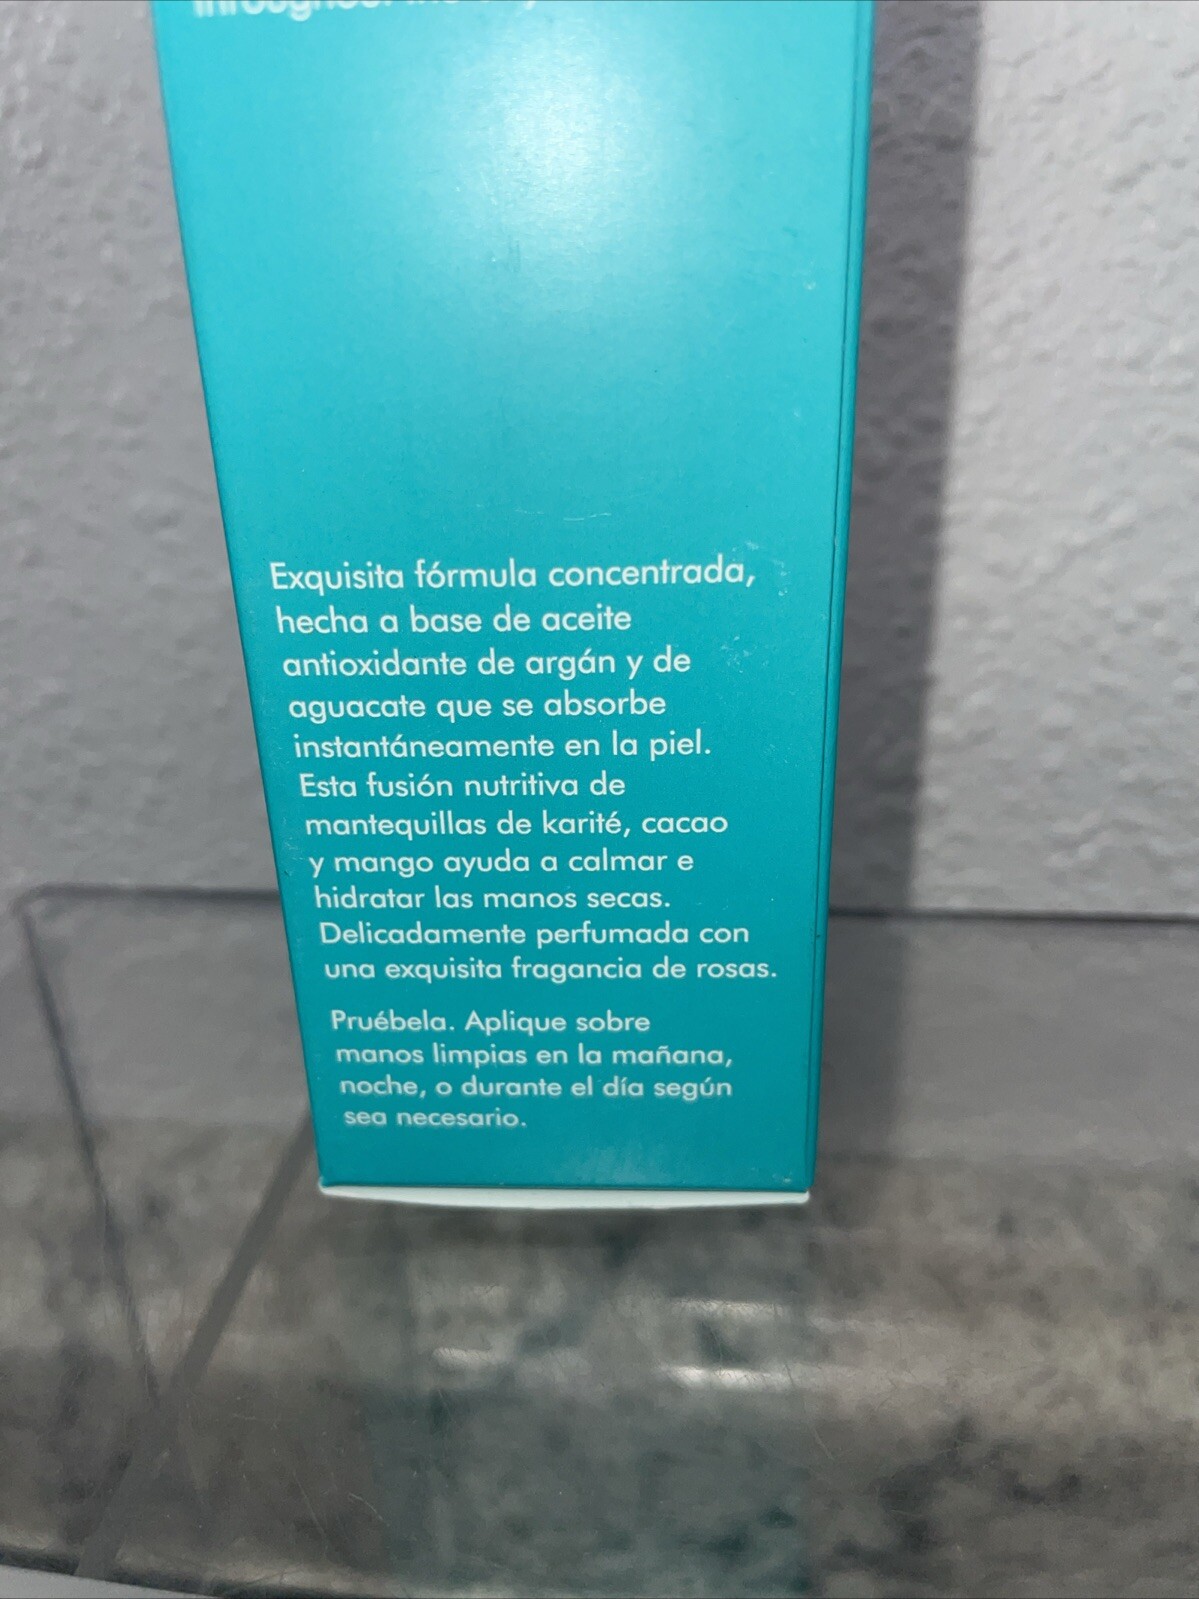 throughout the
Exquisita fórmula concentrada,
hecha a base de aceite
antioxidante de argán y de
aguacate que se absorbe
instantáneamente en la piel.
Esta fusión nutritiva de
mantequillas de karité, cacao
y mango ayuda a calmar e
hidratar las manos secas.
Delicadamente perfumada con
una exquisita fragancia de rosas.
Pruébela. Aplique sobre
manos limpias en la mañana,
noche, o durante el día según
sea necesario.